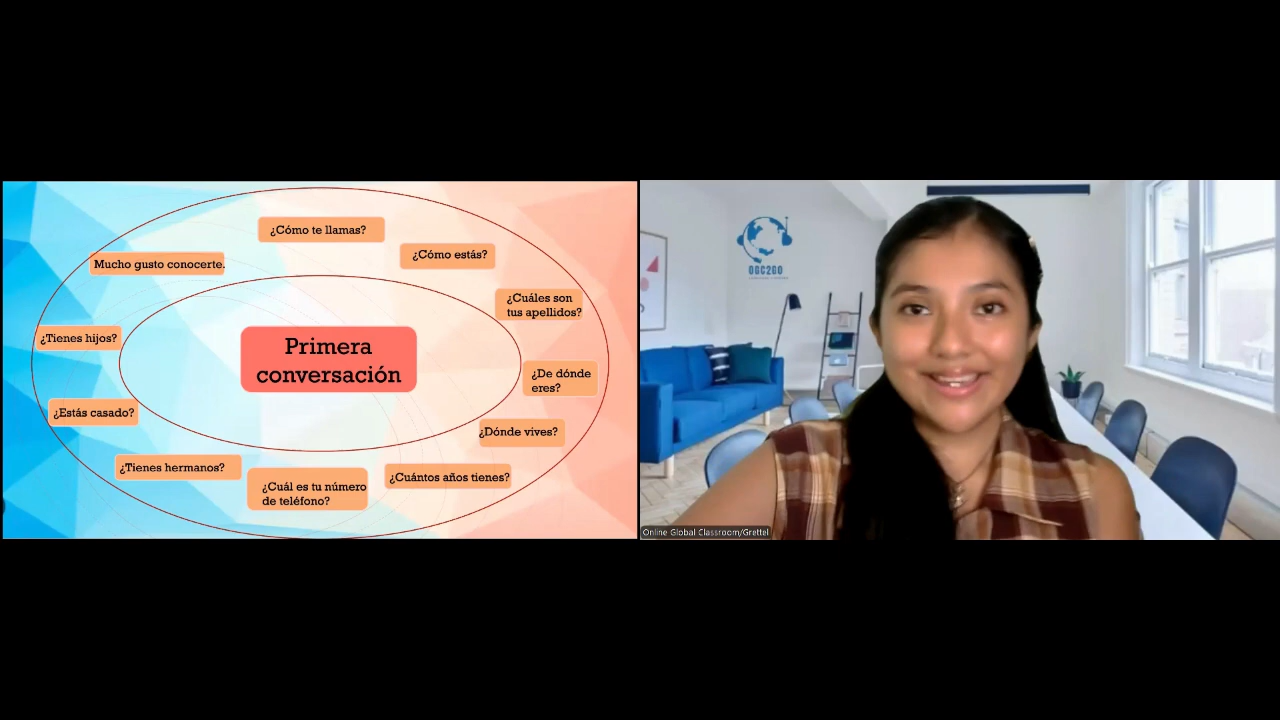 ¿Cómo te llamas?
¿Cómo estás?
¿Cuáles son
tus apellidos?
¿De dónde
eres?
¿Dónde vives?
¿Cuántos años tienes?
¿Cuál es tu número
de teléfono?
¿Tienes hermanos?
¿Estás casado?
¿Tienes hijos?
Mucho gusto conocerte.
Primera
conversación
OGC2GO
Online Global Classroom/Grettel